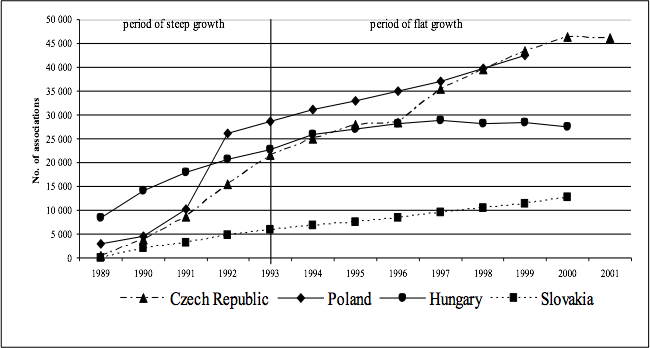 period of steep growth period of flat growth
No. of associations
50 000
45 000
40 000
35 000
30 000
25 000
20 000
15 000
10 000
5 000
0
1989 1990 1991 1992 1993 1994 1995 1996 1997 1998 1999 2000 2001
Czech Republic Poland Hungary Slovakia